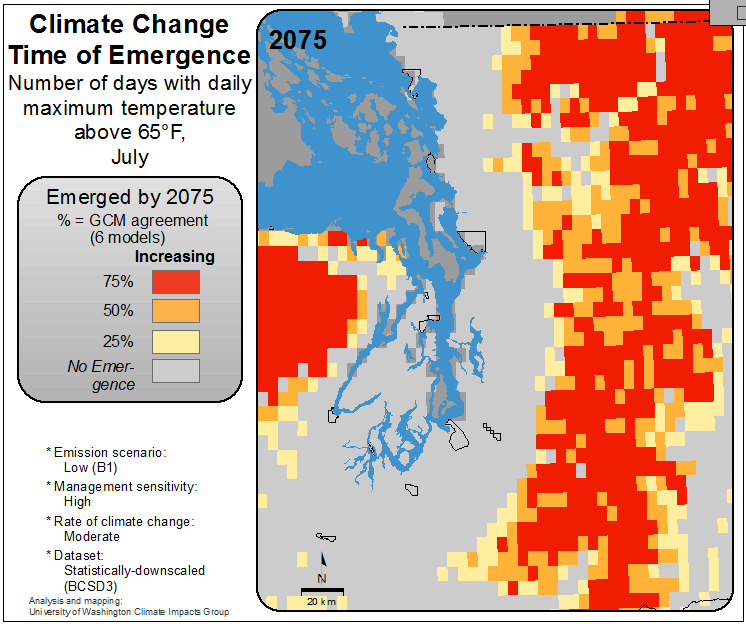 Climate Change
Time of Emergence
Number of days with daily
maximum temperature
above 65°F,
July
Emerged by 2075
% = GCM agreement
(6 models)
Increasing
75%
50%
25%
No Emer-
gence
* Emission scenario:
Low (B1)
* Management sensitivity:
High
* Rate of climate change:
Moderate
* Dataset:
Statistically-downscaled
(BCSD3)
Analysis and mapping:
University of Washington Climate Impacts Group
2075
N
20 km